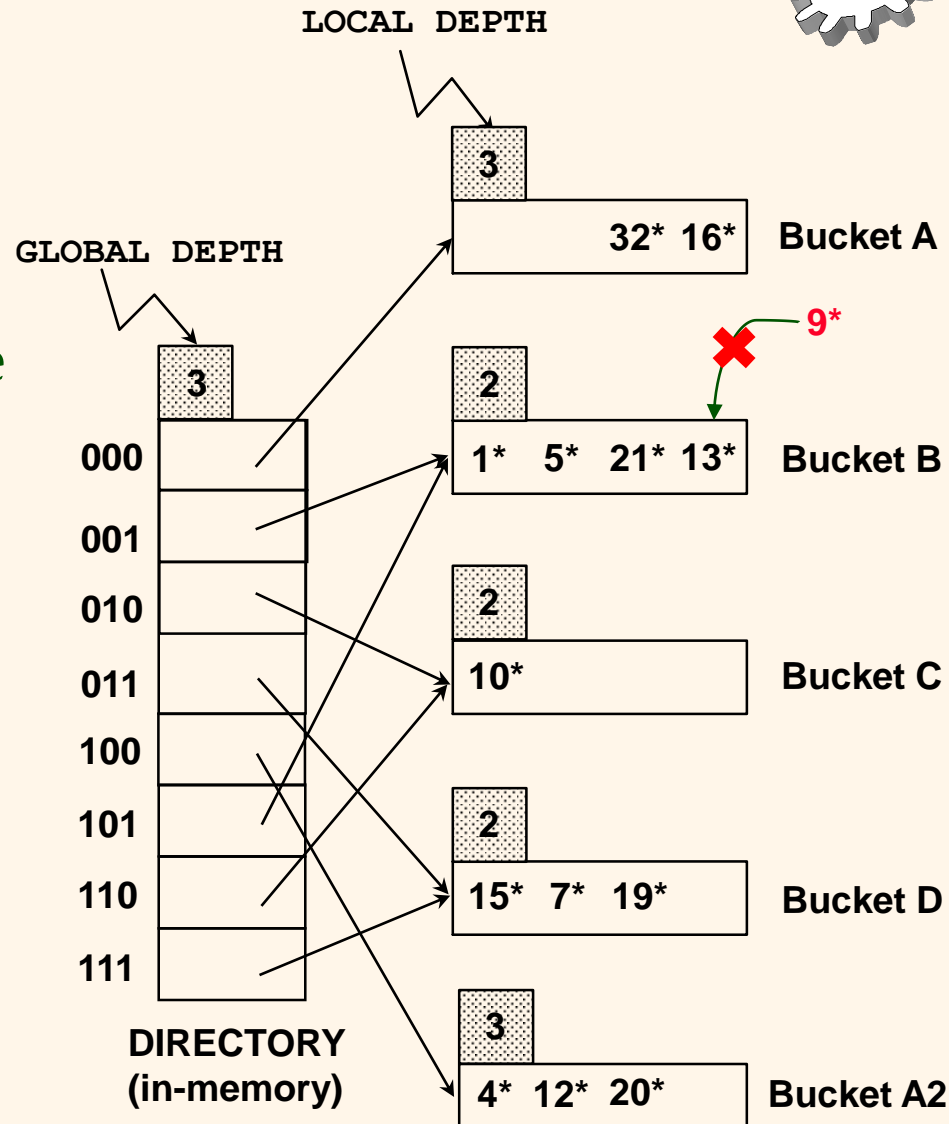 LOCAL DEPTH
3
32* 16* Bucket A
GLOBAL DEPTH
9*
e
3
2
000
1* 5* 21* 13* Bucket B
001
2
010
10* Bucket C
011
100
2
101
15* 7* 19* Bucket D
110
111
3
DIRECTORY
(in-memory)
4* 12* 20* Bucket A2